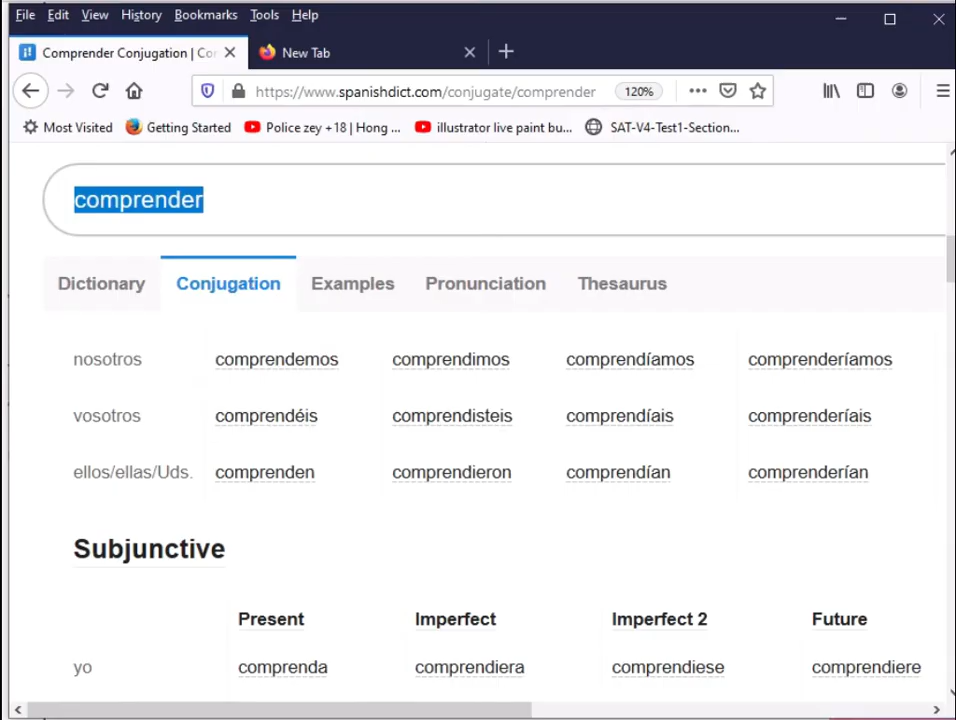 File Edit View History Bookmarks Tools Help
Comprender Conjugation | Co
New Tab
https://www.spanishdict.com/conjugate/comprender 120%
Most Visited Getting Started Police zey +18 | Hong ... illustrator live paint bu... SAT-V4-Test1-Section...
comprender
Dictionary Conjugation Examples Pronunciation Thesaurus
nosotros comprendemos comprendimos comprendíamos comprenderíamos
vosotros comprendéis comprendisteis comprendíais comprenderíais
ellos/ellas/Uds. comprenden comprendieron comprendían comprenderían
Subjunctive
Present Imperfect Imperfect 2 Future
yo comprenda comprendiera comprendiese comprendiere